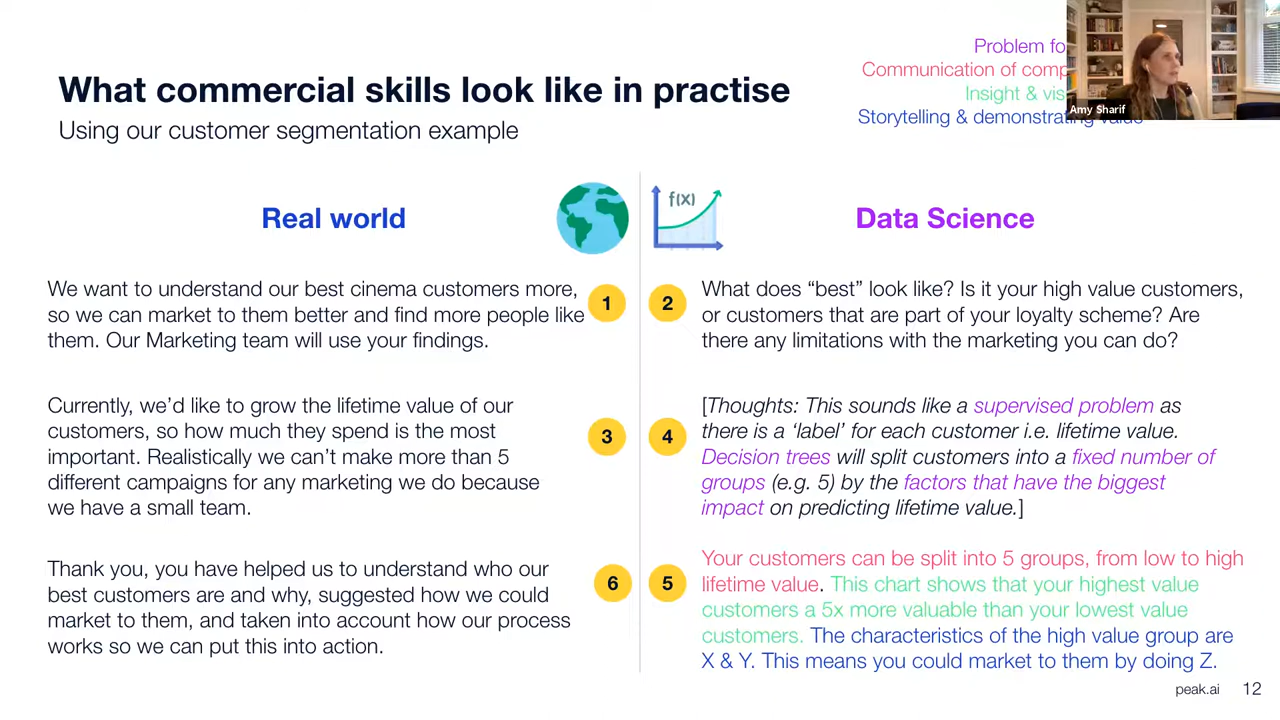 Problem fo
Communication of comp
Insight & vis
Storytelling & demonstrating value
Amy Sharif
What commercial skills look like in practise
Using our customer segmentation example
Real world
f(x)
Data Science
We want to understand our best cinema customers more,
so we can market to them better and find more people like
them. Our Marketing team will use your findings.
1
2
What does “best” look like? Is it your high value customers,
or customers that are part of your loyalty scheme? Are
there any limitations with the marketing you can do?
Currently, we’d like to grow the lifetime value of our
customers, so how much they spend is the most
important. Realistically we can’t make more than 5
different campaigns for any marketing we do because
we have a small team.
3
4
[Thoughts: This sounds like a supervised problem as
there is a ‘label’ for each customer i.e. lifetime value.
Decision trees will split customers into a fixed number of
groups (e.g. 5) by the factors that have the biggest
impact on predicting lifetime value.]
Thank you, you have helped us to understand who our
best customers are and why, suggested how we could
market to them, and taken into account how our process
works so we can put this into action.
6
5
Your customers can be split into 5 groups, from low to high
lifetime value. This chart shows that your highest value
customers a 5x more valuable than your lowest value
customers. The characteristics of the high value group are
X & Y. This means you could market to them by doing Z.
peak.ai
12